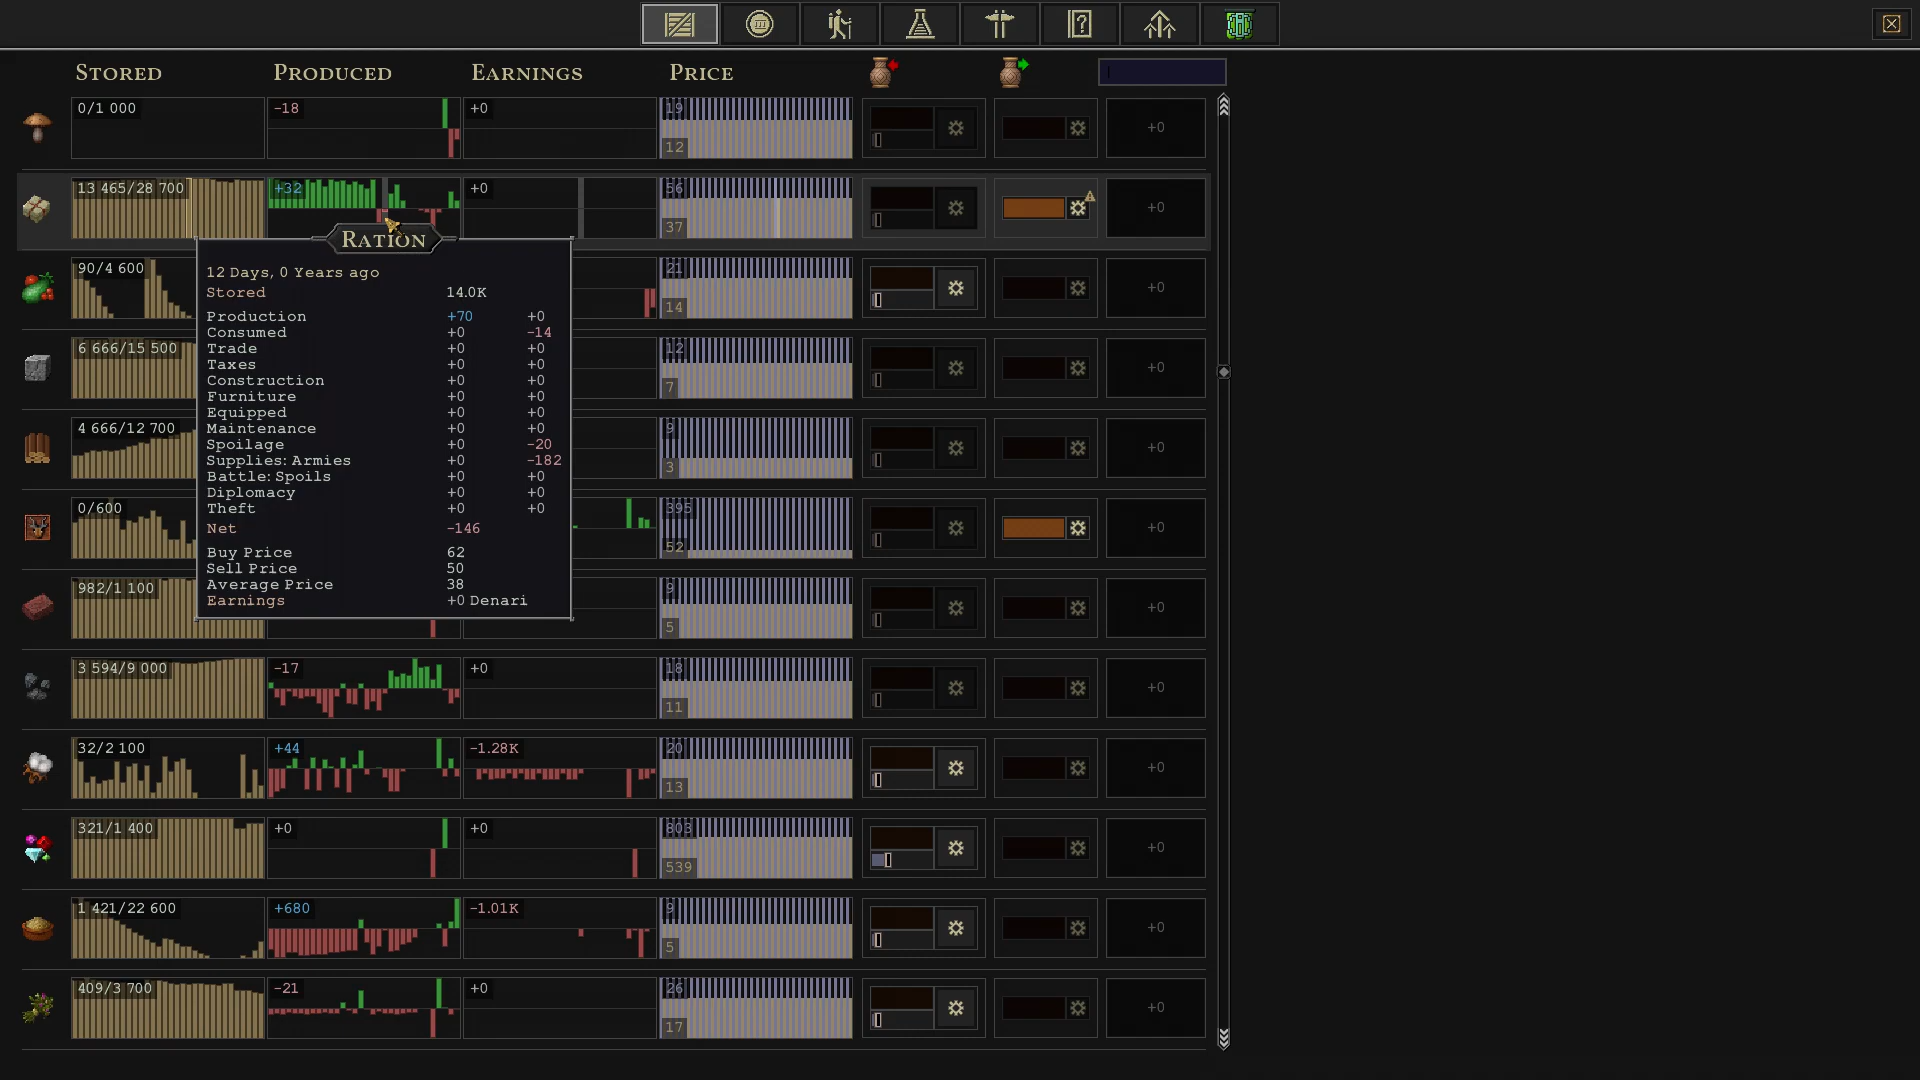 STORED PRODUCED EARNINGS PRICE
0/1 000 -18 +0 19
12 +0
13 465/28 700 +32 +0 56
37 +0
RATION
12 Days, 0 Years ago
Stored 14.0K
Production +70 +0
Consumed +0 -14
Trade +0 +0
Taxes +0 +0
Construction +0 +0
Furniture +0 +0
Equipped +0 +0
Maintenance +0 +0
Spoilage +0 -20
Supplies: Armies +0 -182
Battle: Spoils +0 +0
Diplomacy +0 +0
Theft +0 +0
Net -146
Buy Price 62
Sell Price 50
Average Price 38
Earnings +0 Denari
90/4 600 21
14 +0
6 666/15 500 12
7 +0
4 666/12 700 9
3 +0
0/600 395
52 +0
982/1 100 9
5 +0
3 594/9 000 -17 +0 18
11 +0
32/2 100 +44 -1.28K 20
13 +0
321/1 400 +0 +0 803
539 +0
1 421/22 600 +680 -1.01K 9
5 +0
409/3 700 -21 +0 26
17 +0